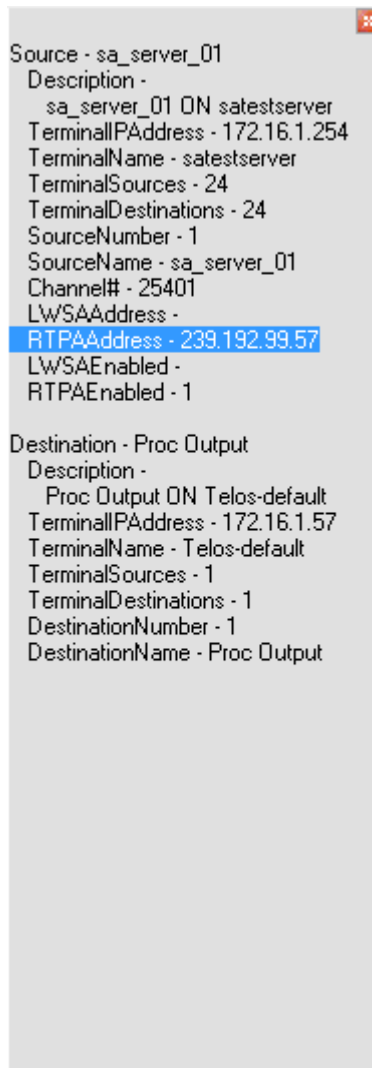 Source - sa_server_01
Description -
sa_server_01 ON satestserver
TerminalIPAddress - 172.16.1.254
TerminalName - satestserver
TerminalSources - 24
TerminalDestinations - 24
SourceNumber - 1
SourceName - sa_server_01
Channel# - 25401
LWSAAddress -
RTPAAddress - 239.192.99.57
LWSAEnabled -
RTPAEnabled - 1
Destination - Proc Output
Description -
Proc Output ON Telos-default
TerminalIPAddress - 172.16.1.57
TerminalName - Telos-default
TerminalSources - 1
TerminalDestinations - 1
DestinationNumber - 1
DestinationName - Proc Output